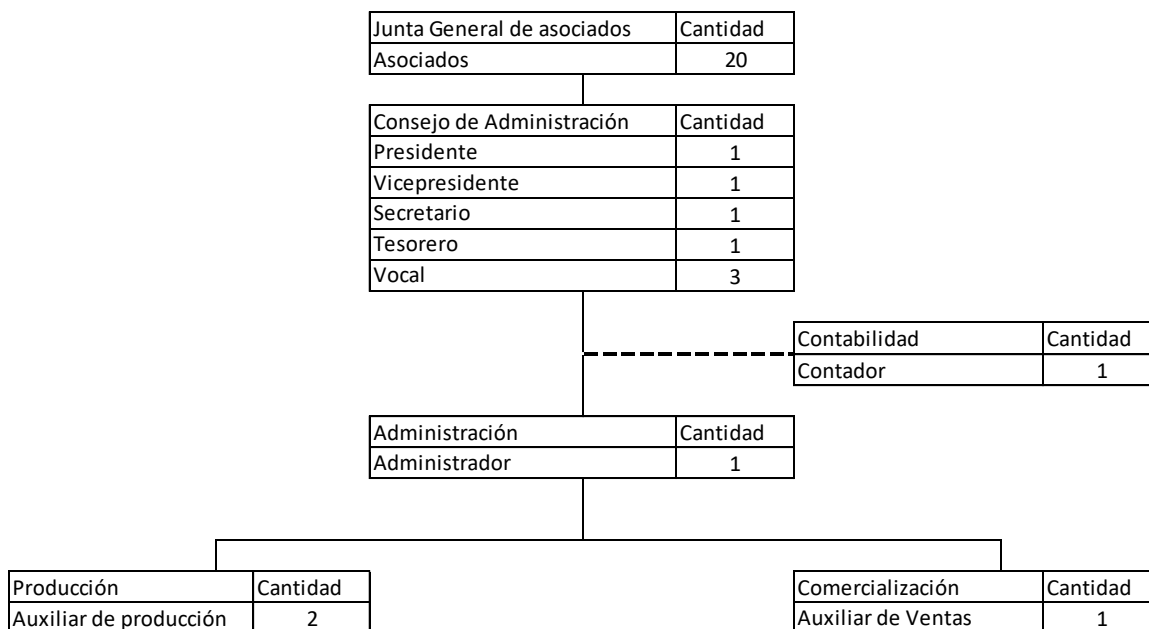 Junta General de asociados Cantidad
Asociados 20
Consejo de Administración Cantidad
Presidente 1
Vicepresidente 1
Secretario 1
Tesorero 1
Vocal 3
Contabilidad Cantidad
Contador 1
Administración Cantidad
Administrador 1
Producción Cantidad
Auxiliar de producción 2
Comercialización Cantidad
Auxiliar de Ventas 1